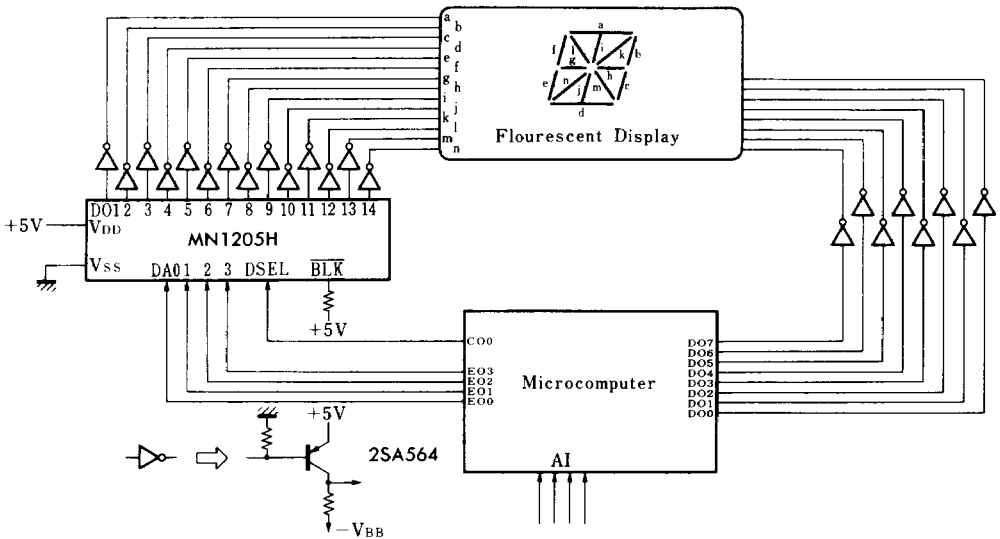 a
b
c
d
e
f
g
h
i
j
k
l
m
n
a
f l i k b
g h
e n j m c
d
Flourescent Display
DO1 2 3 4 5 6 7 8 9 10 11 12 13 14
+5V VDD
MN1205H
VSS DA0 1 2 3 DSEL BLK
+5V
CO0
EO3
EO2
EO1
EO0
Microcomputer
AI
DO7
DO6
DO5
DO4
DO3
DO2
DO1
DO0
+5V
2SA564
-VBB